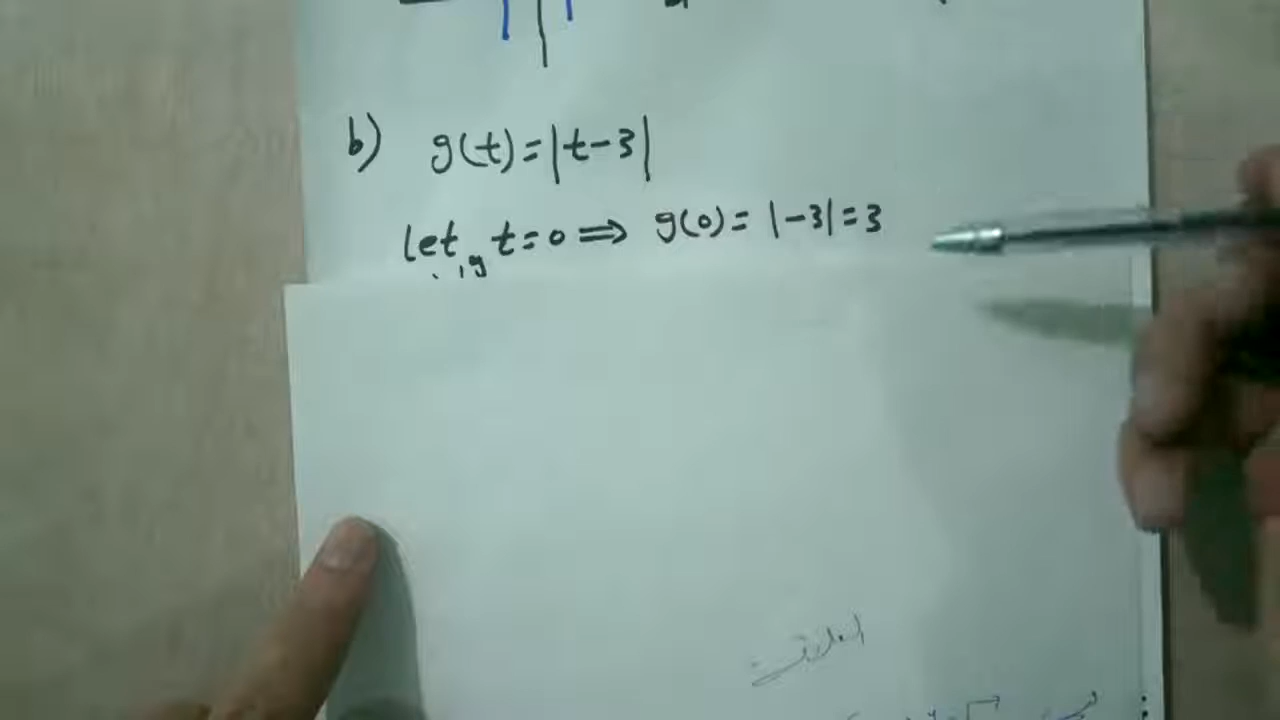 b) g(t)=|t-3|
let t=0 ⟹ g(0)= |-3|=3